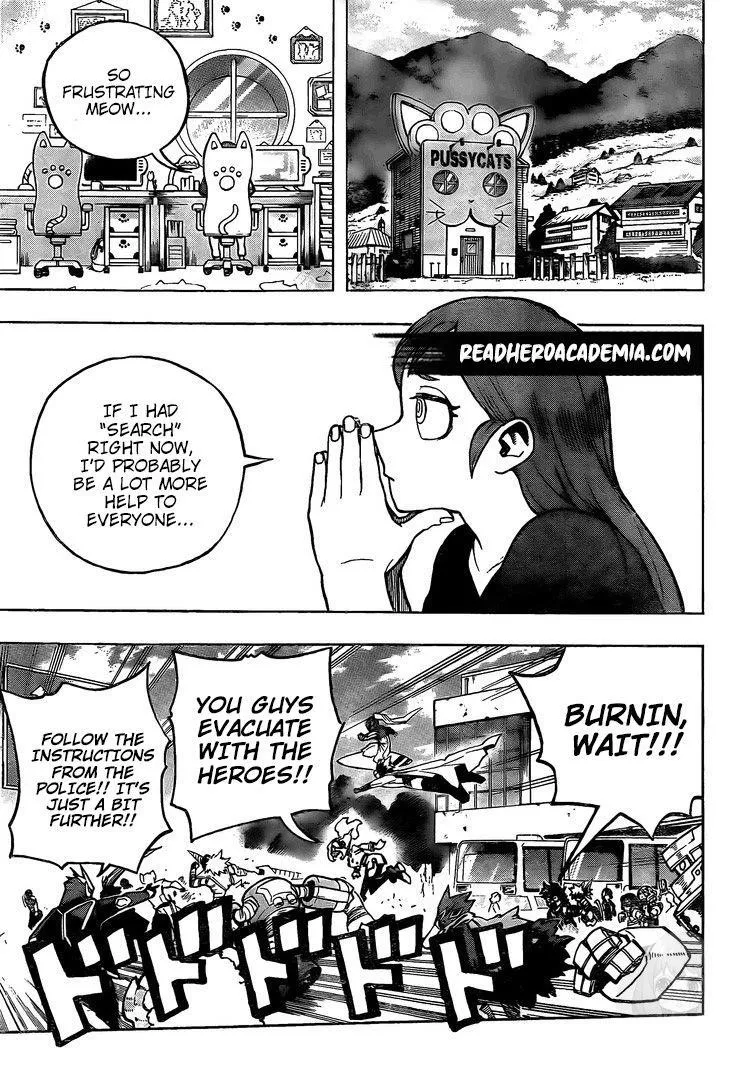 PUSSYCATS
SO
FRUSTRATING
MEOW...
READHEROACADEMIA.COM
IF I HAD
"SEARCH"
RIGHT NOW,
I'D PROBABLY
BE A LOT MORE
HELP TO
EVERYONE...
BURNIN,
WAIT!!!
YOU GUYS
EVACUATE
WITH THE
HEROES!!
FOLLOW THE
INSTRUCTIONS
FROM THE
POLICE!! IT'S
JUST A BIT
FURTHER!!
ドドドドド